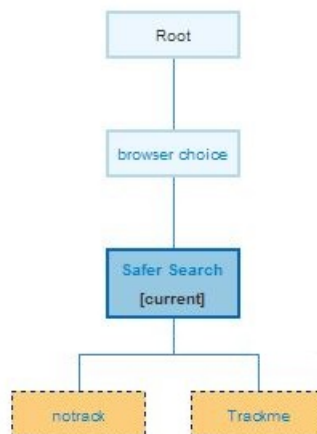 Root
browser choice
Safer Search
[current]
notrack
Trackme